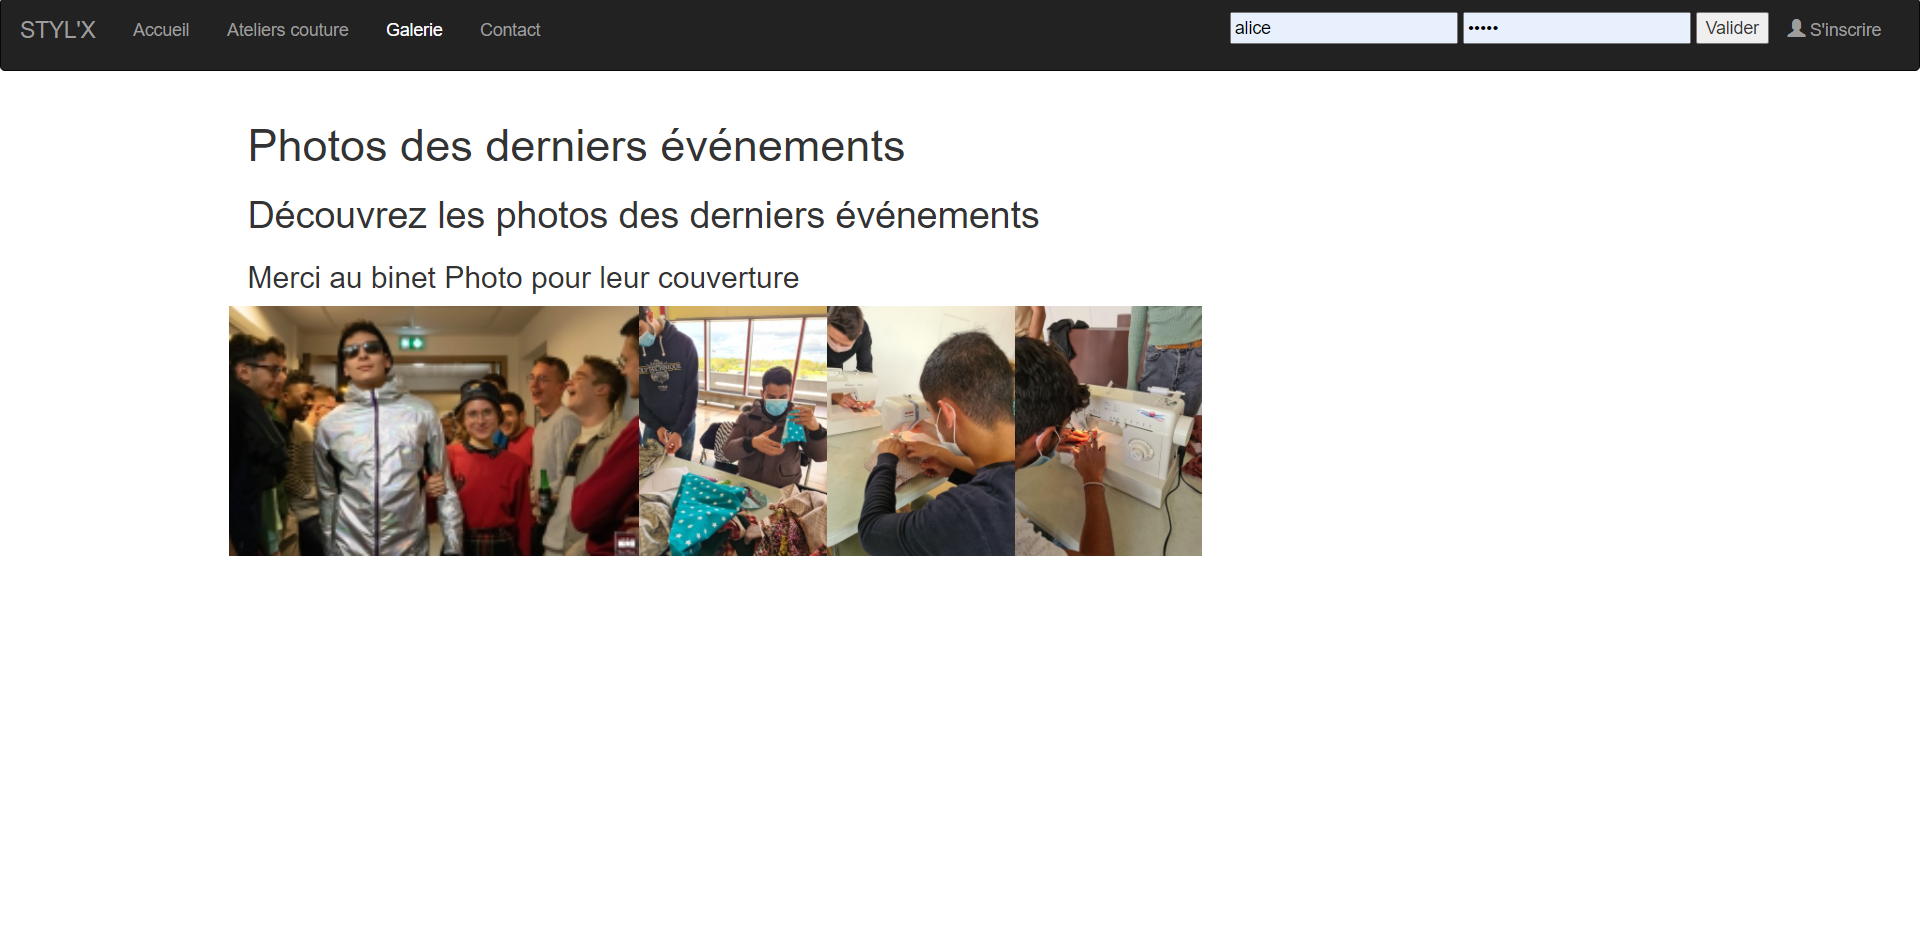 STYL'X Accueil Ateliers couture Galerie Contact alice ••••• Valider S'inscrire
Photos des derniers événements
Découvrez les photos des derniers événements
Merci au binet Photo pour leur couverture